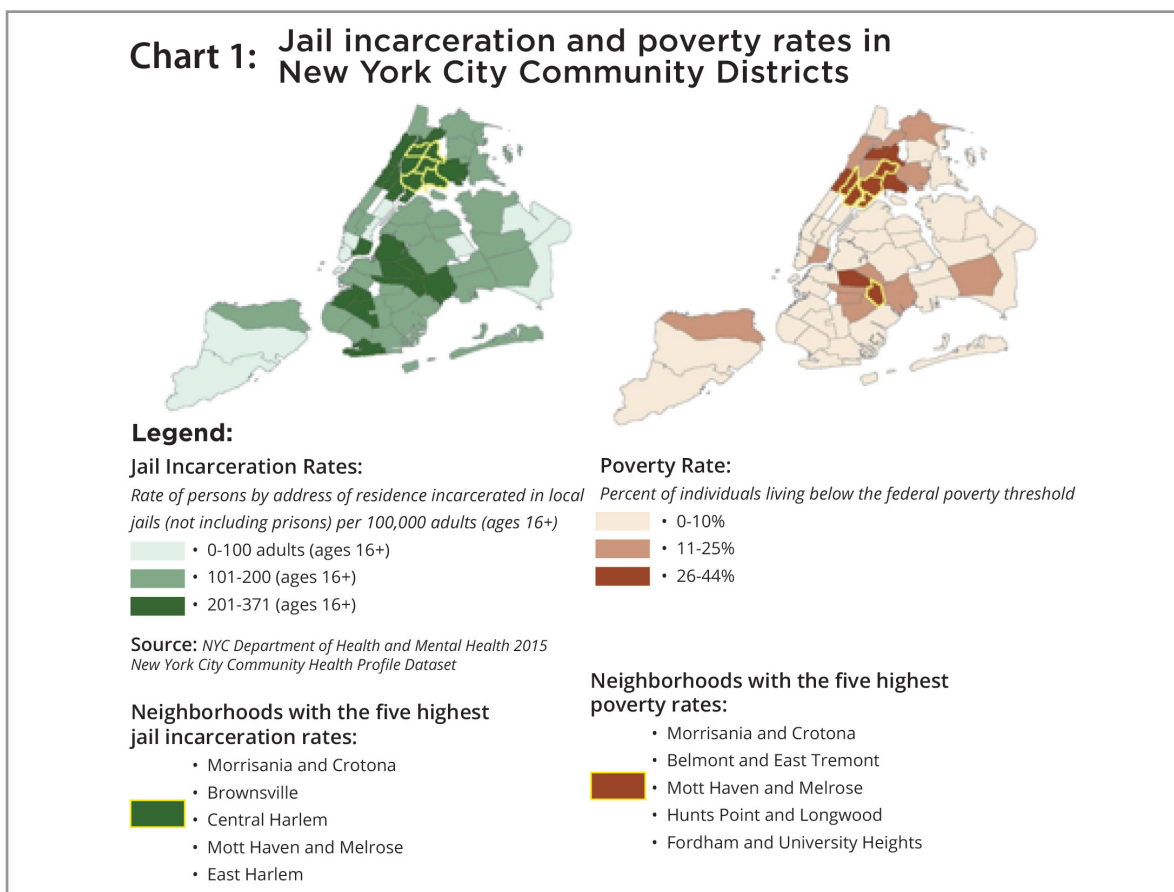 Chart 1: Jail incarceration and poverty rates in
New York City Community Districts
Legend:
Jail Incarceration Rates:
Rate of persons by address of residence incarcerated in local
jails (not including prisons) per 100,000 adults (ages 16+)
• 0-100 adults (ages 16+)
• 101-200 (ages 16+)
• 201-371 (ages 16+)
Source: NYC Department of Health and Mental Health 2015
New York City Community Health Profile Dataset
Neighborhoods with the five highest
jail incarceration rates:
• Morrisania and Crotona
• Brownsville
• Central Harlem
• Mott Haven and Melrose
• East Harlem
Poverty Rate:
Percent of individuals living below the federal poverty threshold
• 0-10%
• 11-25%
• 26-44%
Neighborhoods with the five highest
poverty rates:
• Morrisania and Crotona
• Belmont and East Tremont
• Mott Haven and Melrose
• Hunts Point and Longwood
• Fordham and University Heights